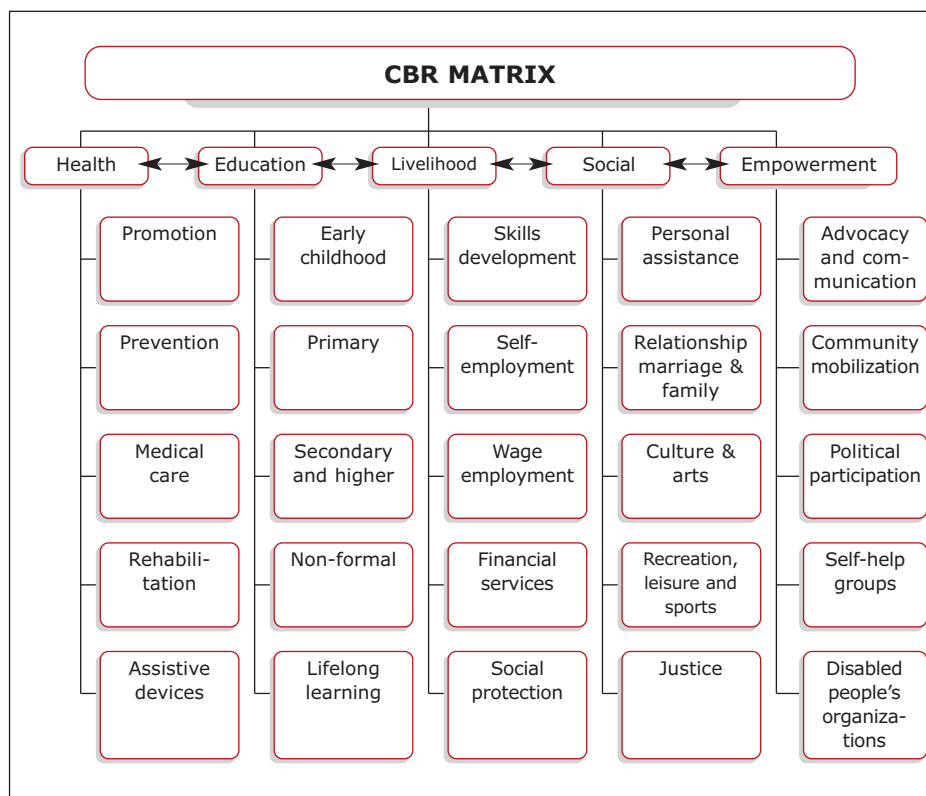 CBR MATRIX
Health
Education
Livelihood
Social
Empowerment
Promotion
Prevention
Medical
care
Rehabili-
tation
Assistive
devices
Early
childhood
Primary
Secondary
and higher
Non-formal
Lifelong
learning
Skills
development
Self-
employment
Wage
employment
Financial
services
Social
protection
Personal
assistance
Relationship
marriage &
family
Culture &
arts
Recreation,
leisure and
sports
Justice
Advocacy
and com-
munication
Community
mobilization
Political
participation
Self-help
groups
Disabled
people’s
organiza-
tions